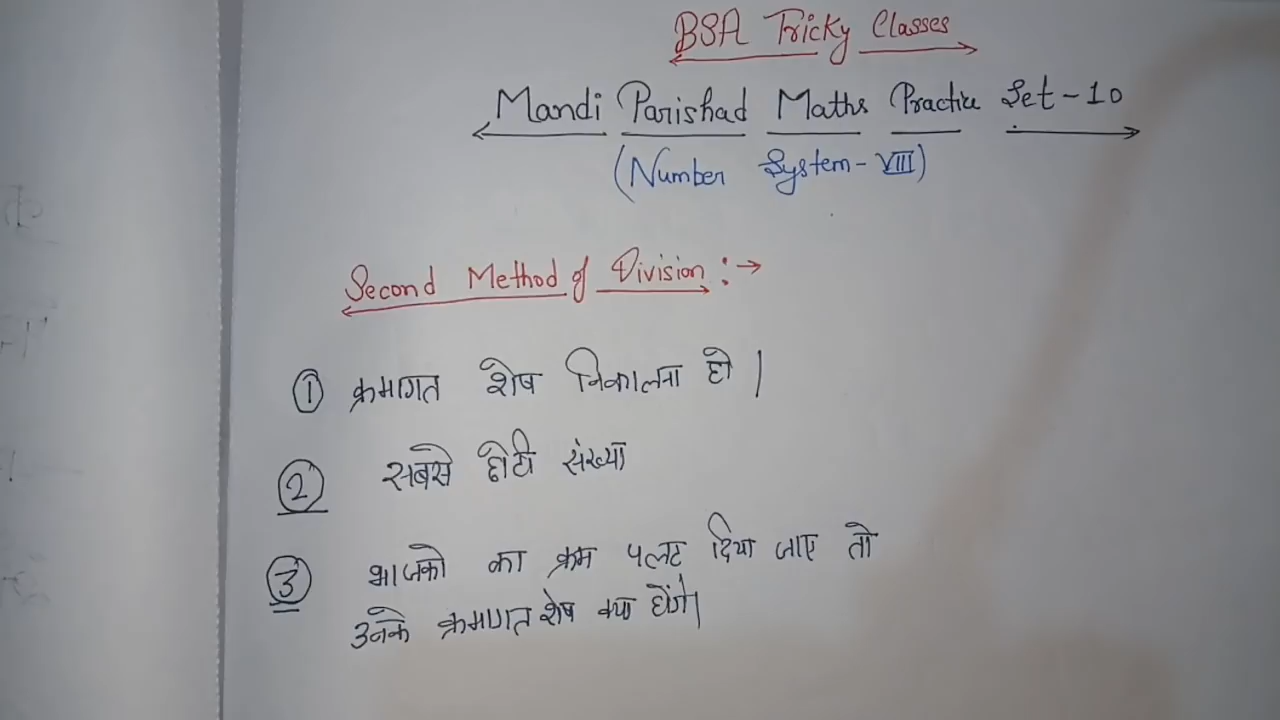 BSA Tricky Classes
Mandi Parishad Maths Practice Set-10
(Number System-VIII)
Second Method of Division :→
① क्रमागत शेष निकालना हो |
② सबसे छोटी संख्या
③ भाजको का क्रम पलट दिया जाए तो
उनके क्रमागत शेष क्या होंगे|